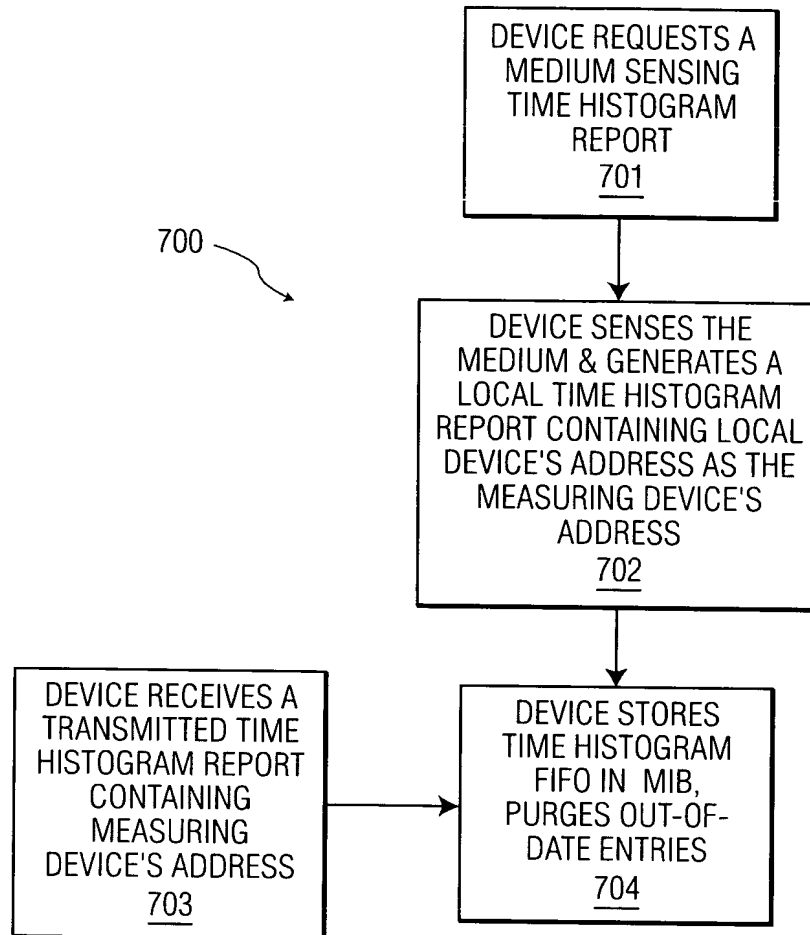 DEVICE REQUESTS A
MEDIUM SENSING
TIME HISTOGRAM
REPORT
701
700
DEVICE SENSES THE
MEDIUM & GENERATES A
LOCAL TIME HISTOGRAM
REPORT CONTAINING LOCAL
DEVICE'S ADDRESS AS THE
MEASURING DEVICE'S
ADDRESS
702
DEVICE RECEIVES A
TRANSMITTED TIME
HISTOGRAM REPORT
CONTAINING
MEASURING
DEVICE'S ADDRESS
703
DEVICE STORES
TIME HISTOGRAM
FIFO IN MIB,
PURGES OUT-OF-
DATE ENTRIES
704